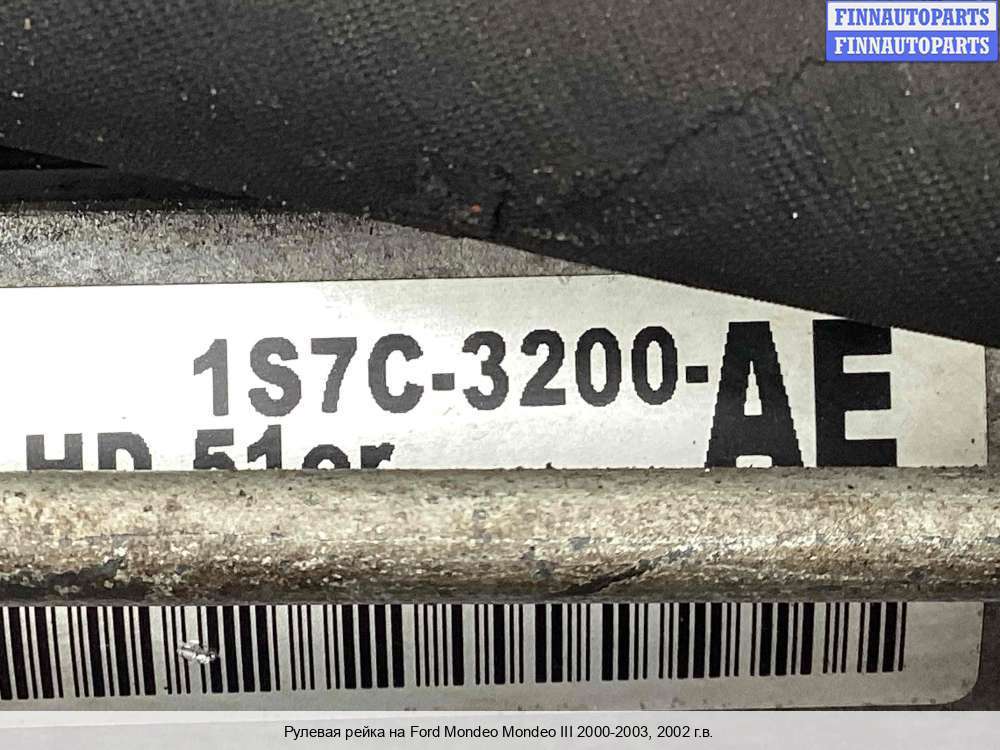 FINNAUTOPARTS
FINNAUTOPARTS
1S7C-3200-AE
Рулевая рейка на Ford Mondeo Mondeo III 2000-2003, 2002 г.в.